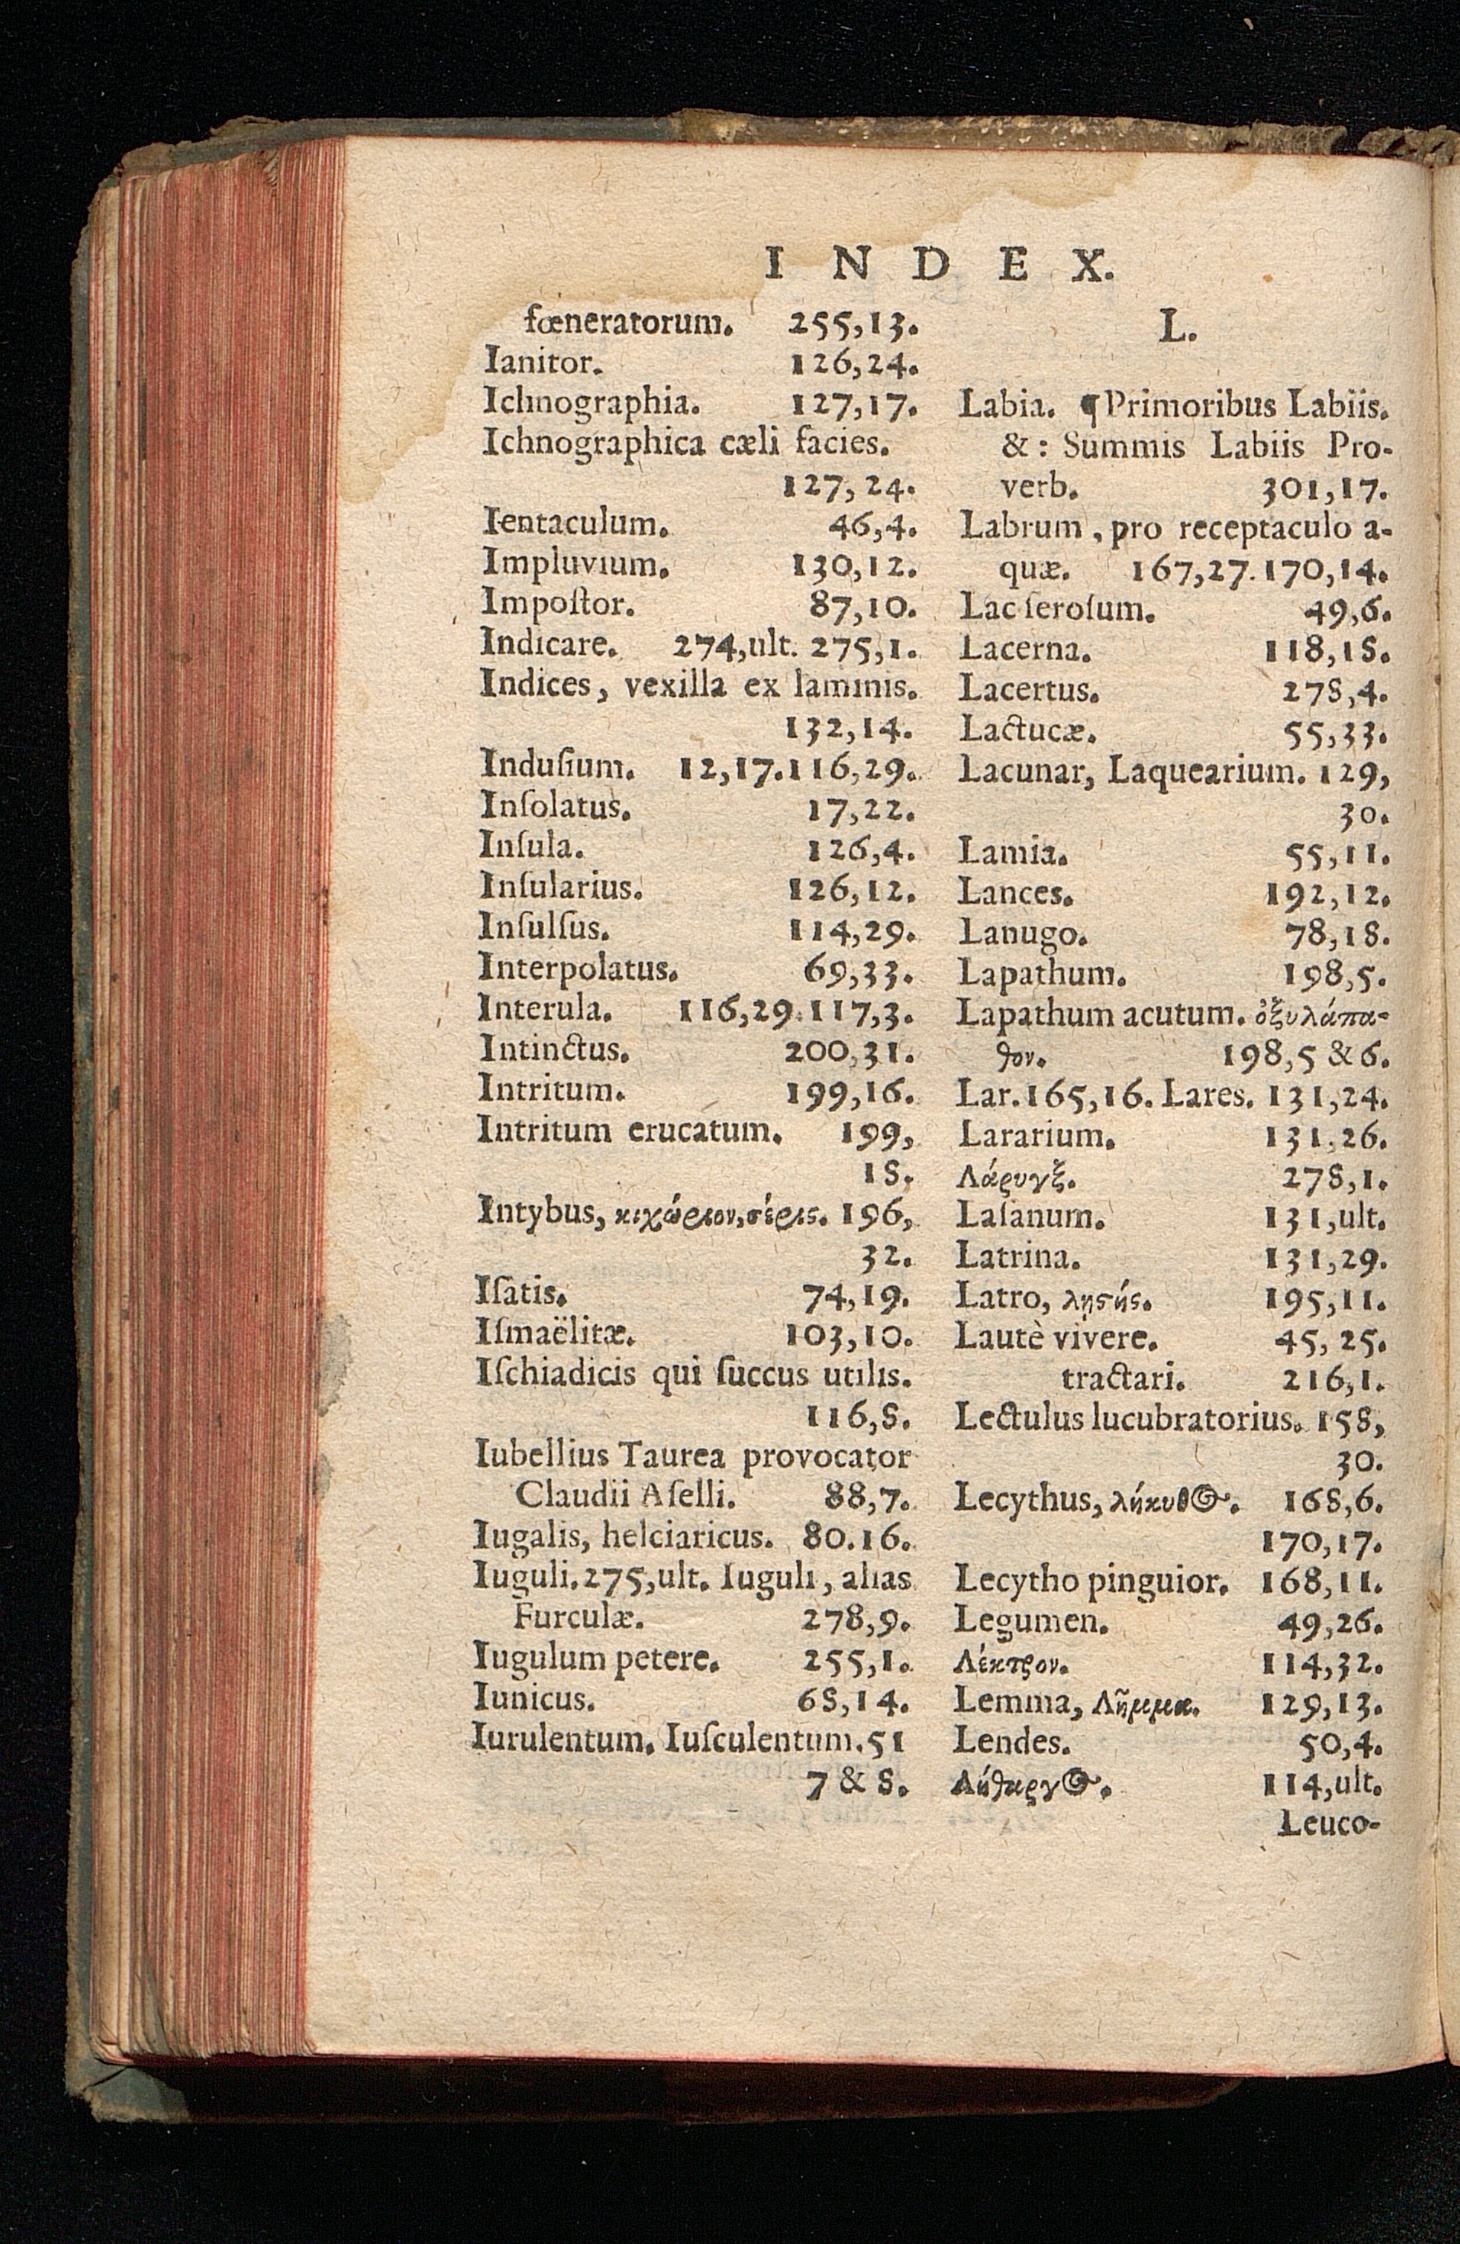 INDEX.
fœneratorum. 255,13.
Ianitor. 126,24.
Ichnographia. 127,17.
Ichnographica cæli facies.
127,24.
Ientaculum. 46,4.
Impluvium. 130,12.
Impoſtor. 87,10.
Indicare. 274,ult. 275,1.
Indices, vexilla ex laminis.
132,14.
Induſium. 12,17.116,29.
Inſolatus. 17,22.
Inſula. 126,4.
Inſularius. 126,12.
Inſulſus. 114,29.
Interpolatus. 69,33.
Interula. 116,29.117,3.
Intinctus. 200,31.
Intritum. 199,16.
Intritum erucatum. 199,
18.
Intybus, κιχώριον,σέρις. 196,
32.
Iſatis. 74,19.
Iſmaëlitæ. 103,10.
Iſchiadicis qui ſuccus utilis.
116,8.
Iubellius Taurea provocator
Claudii Aſelli. 88,7.
Iugalis, helciaricus. 80.16.
Iuguli.275,ult. Iuguli, alias
Furculæ. 278,9.
Iugulum petere. 255,1.
Iunicus. 68,14.
Iurulentum. Iuſculentum.51
7 & 8.
L.
Labia. ¶Primoribus Labiis.
&: Summis Labiis Pro-
verb. 301,17.
Labrum, pro receptaculo a-
quæ. 167,27.170,14.
Lac ſeroſum. 49,6.
Lacerna. 118,18.
Lacertus. 278,4.
Lactucæ. 55,33.
Lacunar, Laquearium. 129,
30.
Lamia. 55,11.
Lances. 192,12.
Lanugo. 78,18.
Lapathum. 198,5.
Lapathum acutum. ὀξυλάπα-
θον. 198,5 & 6.
Lar.165,16. Lares. 131,24.
Lararium. 131,26.
Λάρυγξ. 278,1.
Laſanum. 131,ult.
Latrina. 131,29.
Latro, λῃϛής. 195,11.
Lautè vivere. 45, 25.
tractari. 216,1.
Lectulus lucubratorius. 158,
30.
Lecythus, λήκυθος. 168,6.
170,17.
Lecytho pinguior. 168,11.
Legumen. 49,26.
Λέκτρον. 114,32.
Lemma, Λῆμμα. 129,13.
Lendes. 50,4.
Λήθαργος. 114,ult.
Leuco-